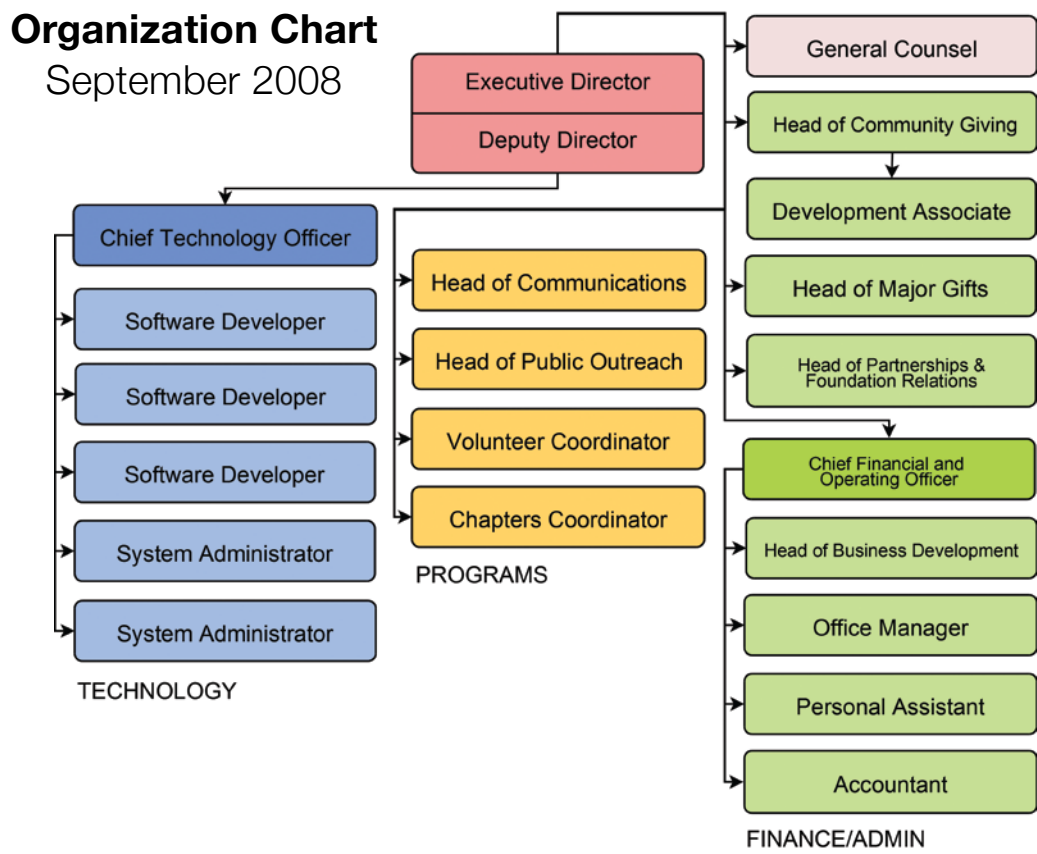 Organization Chart
September 2008
Executive Director
Deputy Director
Chief Technology Officer
Software Developer
Software Developer
Software Developer
System Administrator
System Administrator
TECHNOLOGY
Head of Communications
Head of Public Outreach
Volunteer Coordinator
Chapters Coordinator
PROGRAMS
General Counsel
Head of Community Giving
Development Associate
Head of Major Gifts
Head of Partnerships &
Foundation Relations
Chief Financial and
Operating Officer
Head of Business Development
Office Manager
Personal Assistant
Accountant
FINANCE/ADMIN